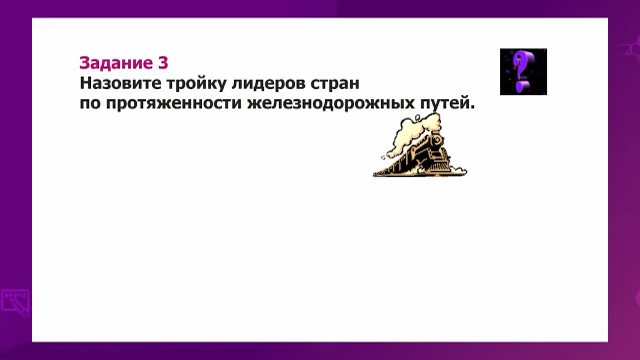 Задание 3
Назовите тройку лидеров стран
по протяженности железнодорожных путей.